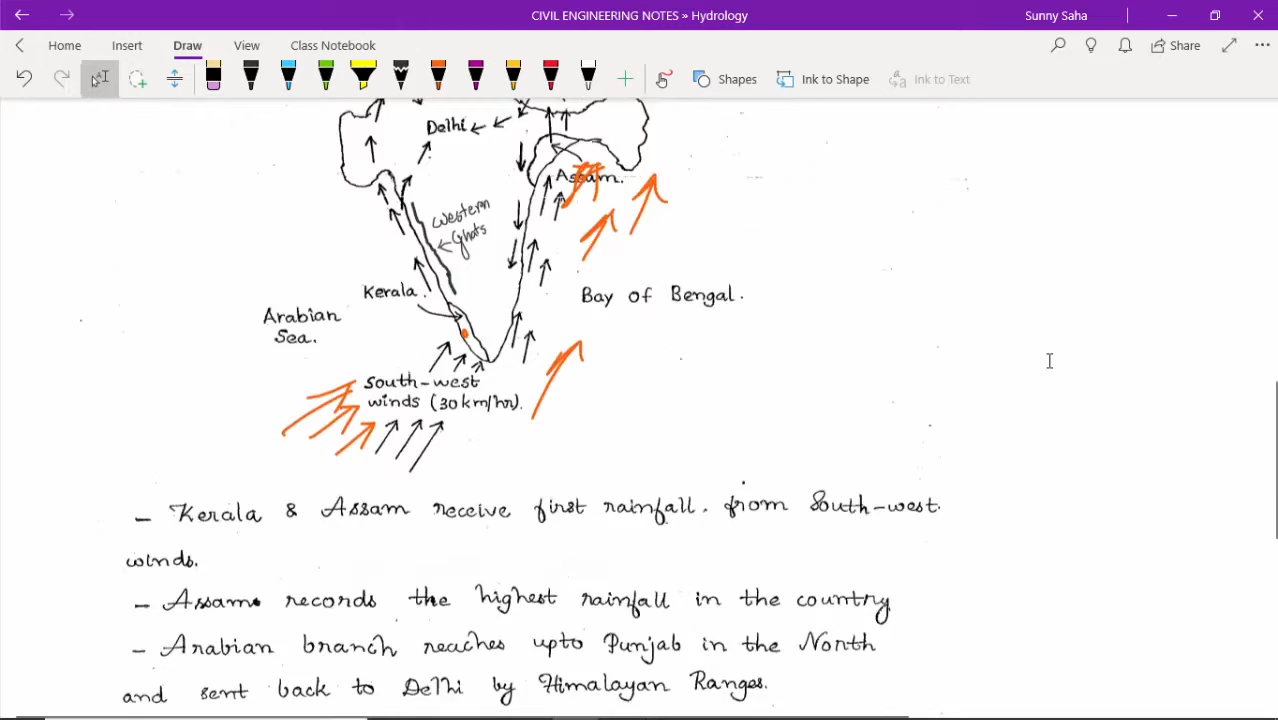 CIVIL ENGINEERING NOTES » Hydrology
Sunny Saha
Home Insert Draw View Class Notebook
Share
Shapes
Ink to Shape
Ink to Text
Delhi
Assam.
Western
Ghats
Kerala.
Bay of Bengal.
Arabian
Sea.
South-west
winds (30 km/hr).
- Kerala & Assam receive first rainfall. from South-west
winds.
- Assam records the highest rainfall in the country
- Arabian branch reaches upto Punjab in the North
and sent back to Delhi by Himalayan Ranges.